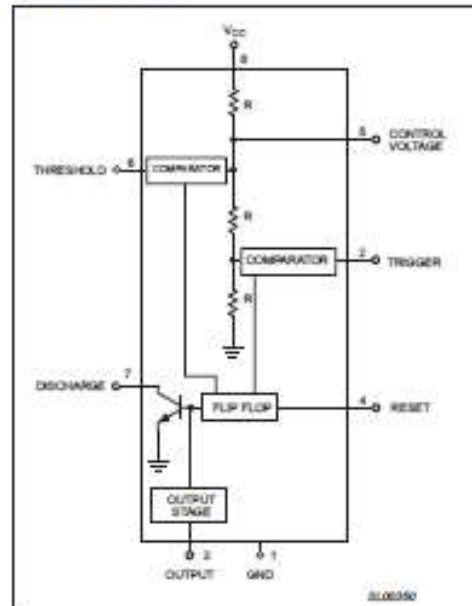 VCC
8
R
5
CONTROL
VOLTAGE
6
THRESHOLD
COMPARATOR
R
2
COMPARATOR
TRIGGER
R
7
DISCHARGE
4
FLIP FLOP
RESET
OUTPUT
STAGE
3
1
OUTPUT
GND
SL00350